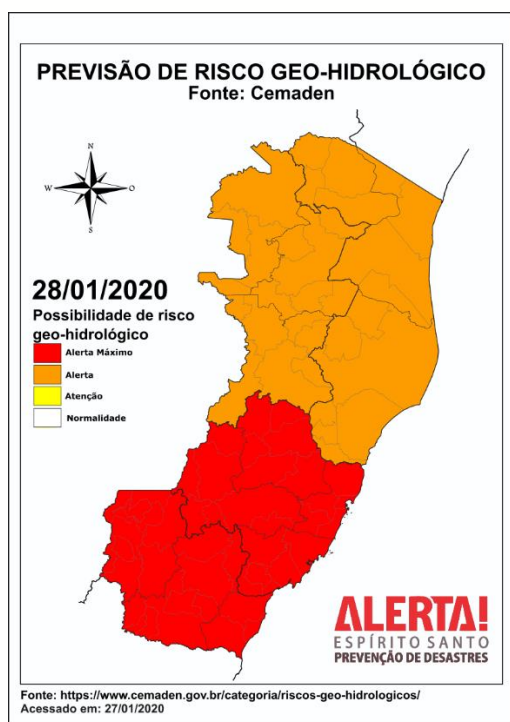 PREVISÃO DE RISCO GEO-HIDROLÓGICO
Fonte: Cemaden
N
W
O
S
28/01/2020
Possibilidade de risco
geo-hidrológico
Alerta Máximo
Alerta
Atenção
Normalidade
ALERTA!
ESPÍRITO SANTO
PREVENÇÃO DE DESASTRES
Fonte: https://www.cemaden.gov.br/categoria/riscos-geo-hidrologicos/
Acessado em: 27/01/2020